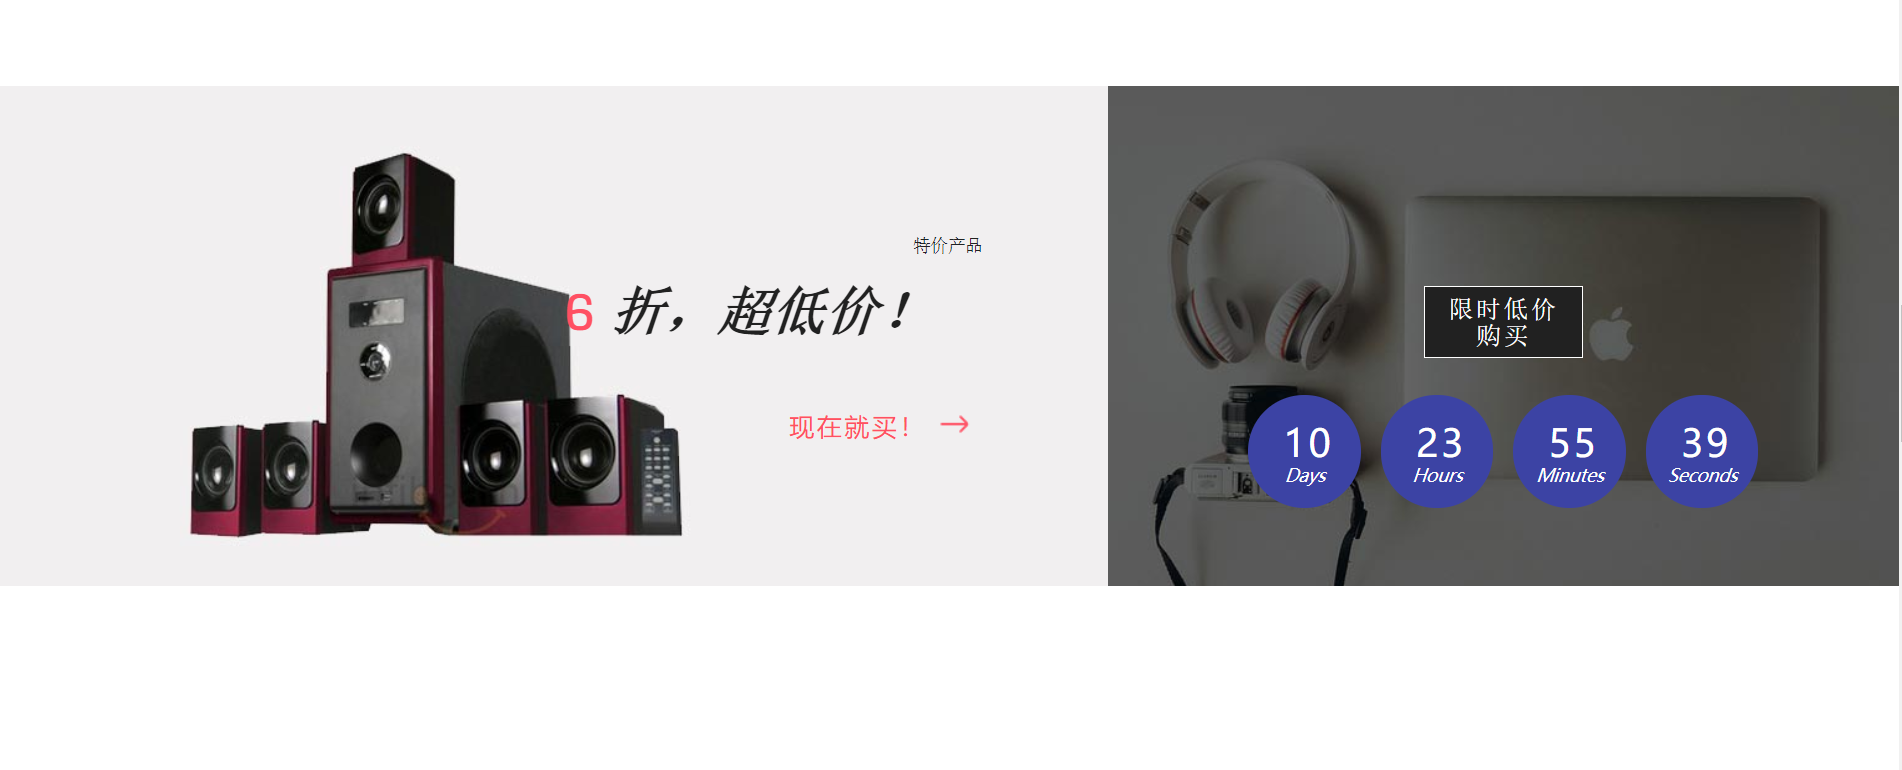 特价产品
6 折，超低价！
现在就买！ →
限时低价
购买
10 23 55 39
Days Hours Minutes Seconds